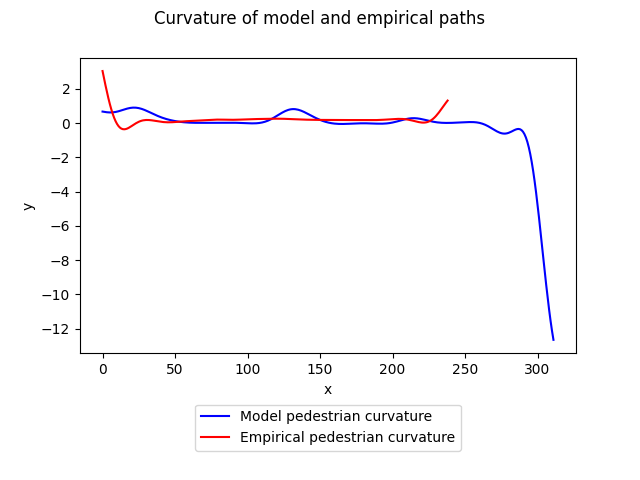 Curvature of model and empirical paths
y
2
0
−2
−4
−6
−8
−10
−12
0 50 100 150 200 250 300
x
Model pedestrian curvature
Empirical pedestrian curvature